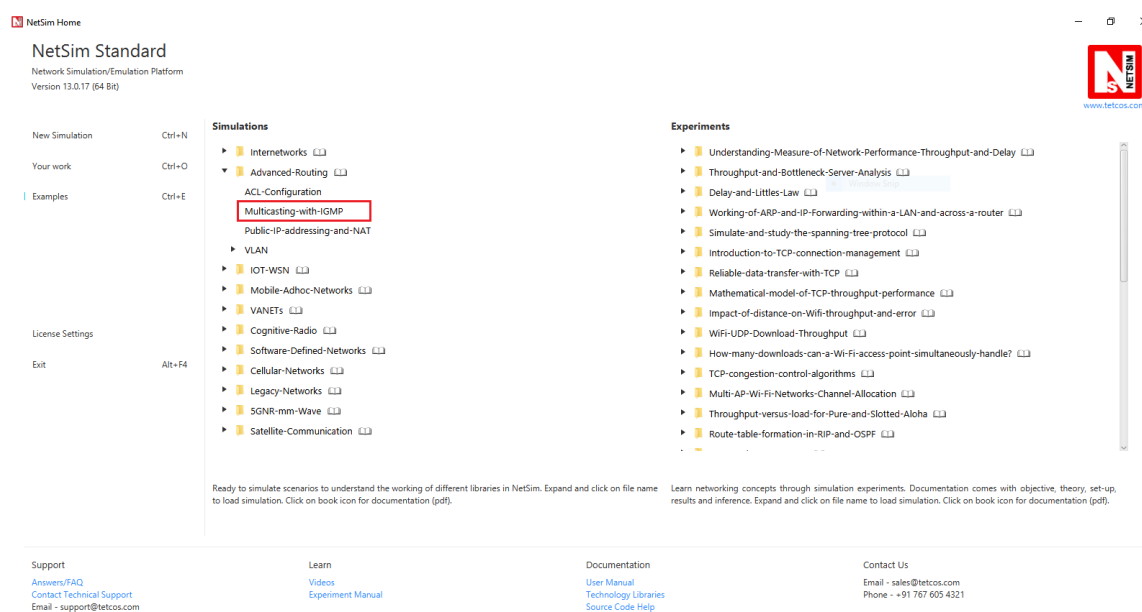 NetSim Home
NetSim Standard
Network Simulation/Emulation Platform
Version 13.0.17 (64 Bit)
N
S
NETSIM
www.tetcos.com
New Simulation Ctrl+N
Your work Ctrl+O
Examples Ctrl+E
License Settings
Exit Alt+F4
Simulations
Internetworks
Advanced-Routing
ACL-Configuration
Multicasting-with-IGMP
Public-IP-addressing-and-NAT
VLAN
IOT-WSN
Mobile-Adhoc-Networks
VANETs
Cognitive-Radio
Software-Defined-Networks
Cellular-Networks
Legacy-Networks
5GNR-mm-Wave
Satellite-Communication
Ready to simulate scenarios to understand the working of different libraries in NetSim. Expand and click on file name
to load simulation. Click on book icon for documentation (pdf).
Experiments
Understanding-Measure-of-Network-Performance-Throughput-and-Delay
Throughput-and-Bottleneck-Server-Analysis
Delay-and-Littles-Law
Working-of-ARP-and-IP-Forwarding-within-a-LAN-and-across-a-router
Simulate-and-study-the-spanning-tree-protocol
Introduction-to-TCP-connection-management
Reliable-data-transfer-with-TCP
Mathematical-model-of-TCP-throughput-performance
Impact-of-distance-on-Wifi-throughput-and-error
WiFi-UDP-Download-Throughput
How-many-downloads-can-a-Wi-Fi-access-point-simultaneously-handle?
TCP-congestion-control-algorithms
Multi-AP-Wi-Fi-Networks-Channel-Allocation
Throughput-versus-load-for-Pure-and-Slotted-Aloha
Route-table-formation-in-RIP-and-OSPF
Learn networking concepts through simulation experiments. Documentation comes with objective, theory, set-up,
results and inference. Expand and click on file name to load simulation. Click on book icon for documentation (pdf).
Support
Answers/FAQ
Contact Technical Support
Email - support@tetcos.com
Learn
Videos
Experiment Manual
Documentation
User Manual
Technology Libraries
Source Code Help
Contact Us
Email - sales@tetcos.com
Phone - +91 767 605 4321